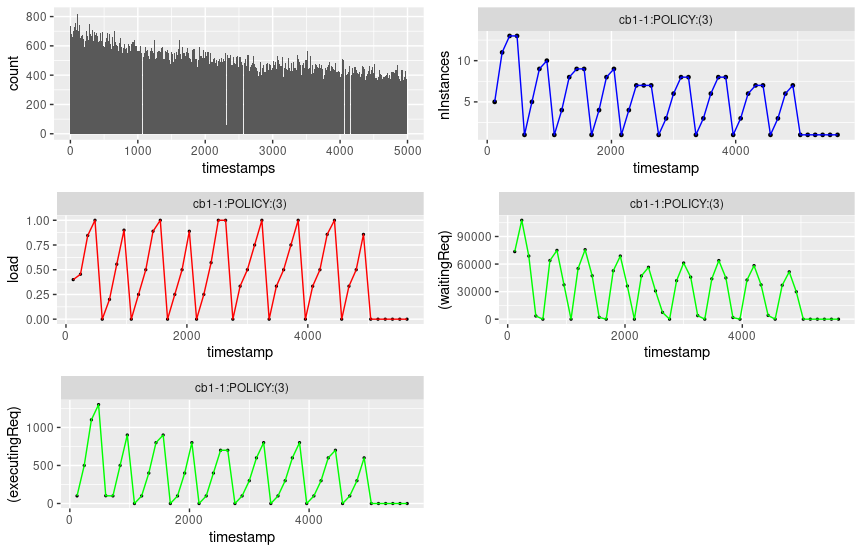 count
800
600
400
200
0
0
1000
2000
3000
4000
5000
timestamps
cb1-1:POLICY:(3)
nInstances
10
5
0
2000
4000
timestamp
cb1-1:POLICY:(3)
load
1.00
0.75
0.50
0.25
0.00
0
2000
4000
timestamp
cb1-1:POLICY:(3)
(waitingReq)
90000
60000
30000
0
0
2000
4000
timestamp
cb1-1:POLICY:(3)
(executingReq)
1000
500
0
0
2000
4000
timestamp